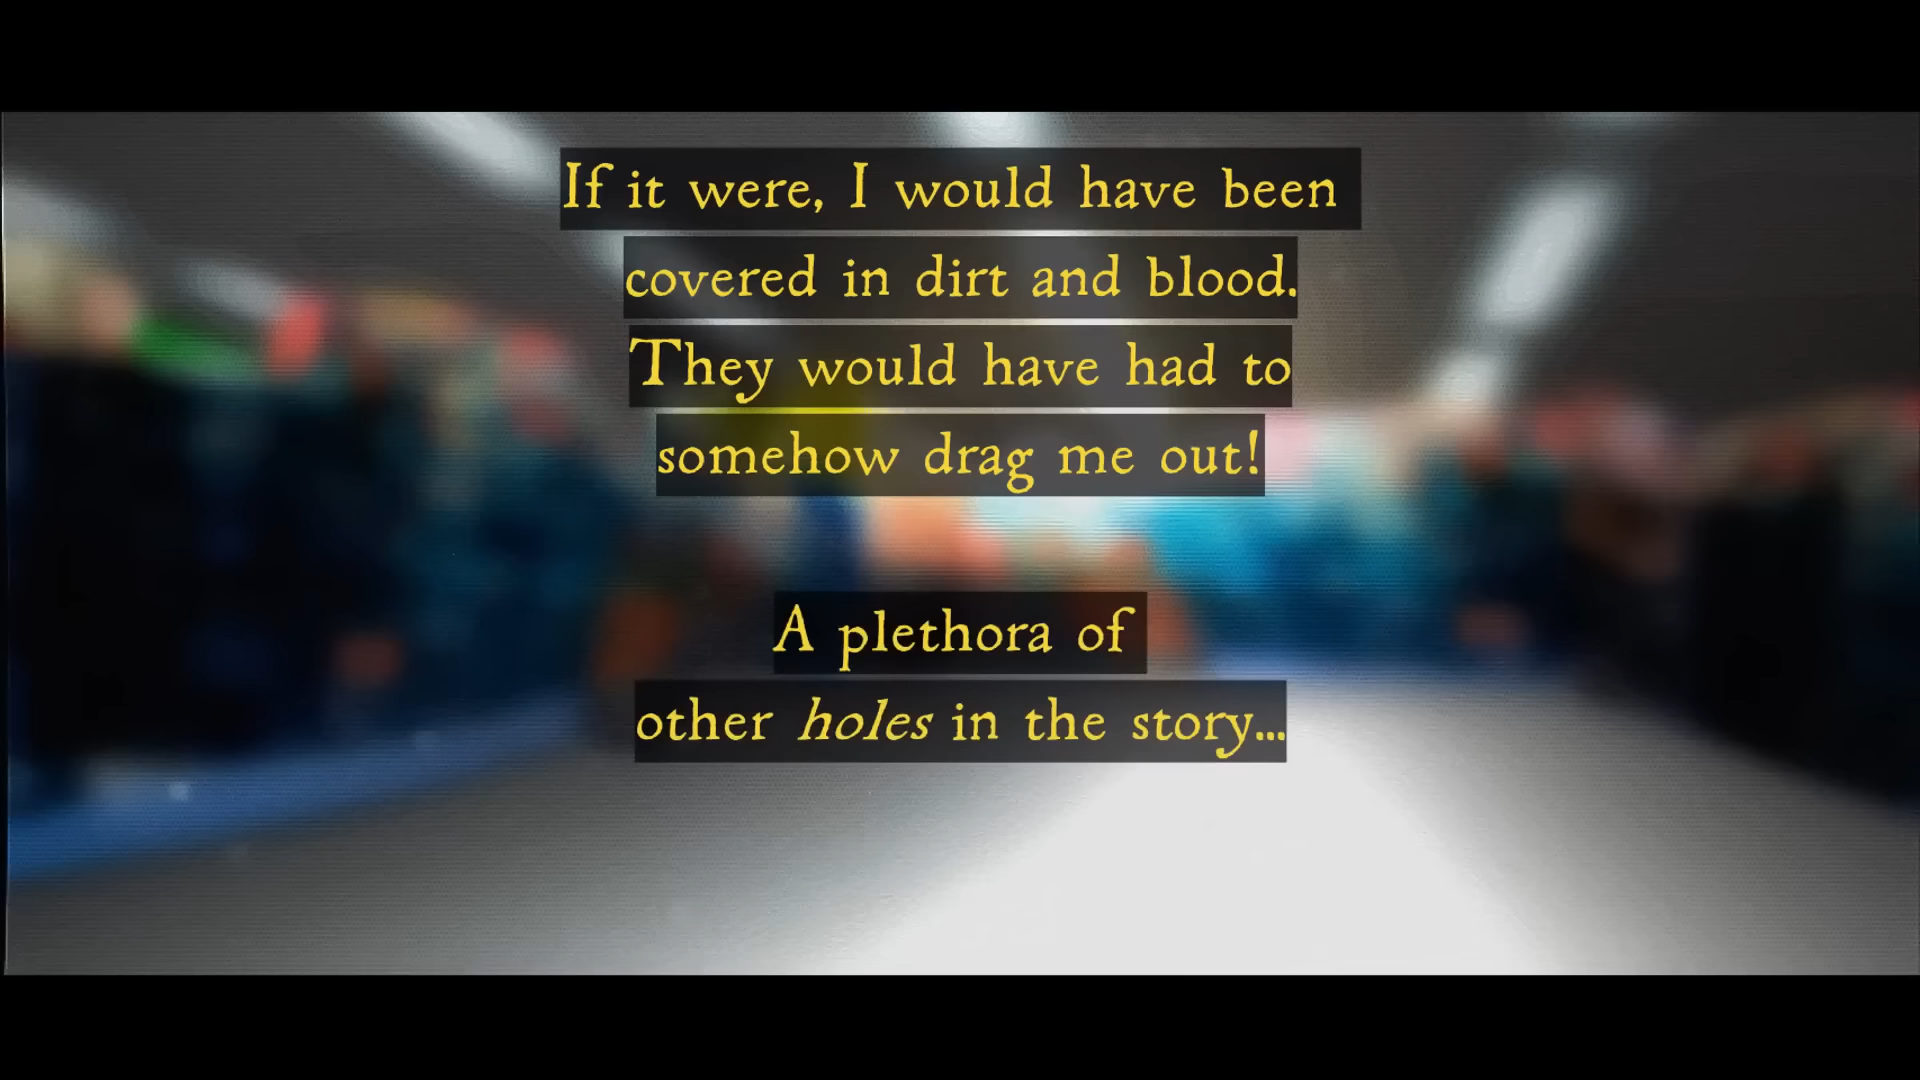 If it were, I would have been
covered in dirt and blood.
They would have had to
somehow drag me out!
A plethora of
other holes in the story...